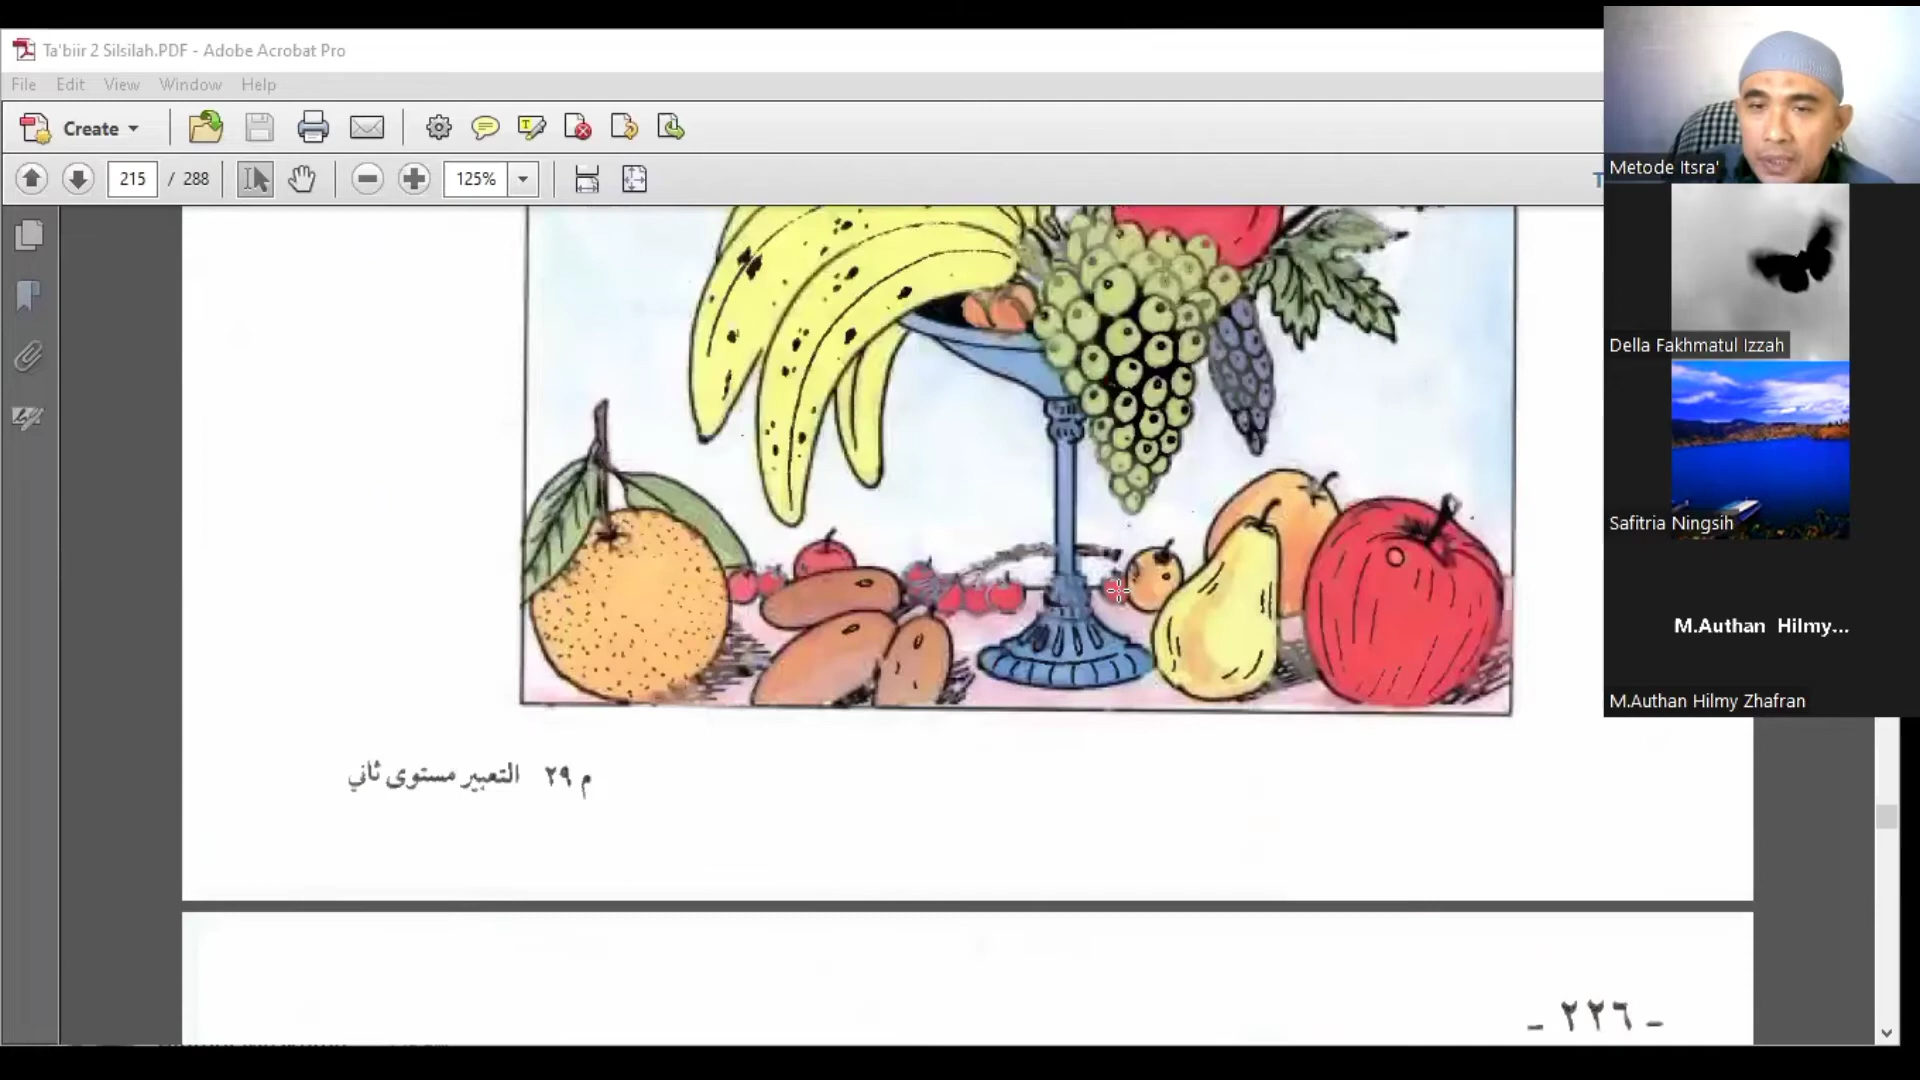 Ta'biir 2 Silsilah.PDF - Adobe Acrobat Pro
File Edit View Window Help
Create
215 / 288
125%
Metode Itsra'
Della Fakhmatul Izzah
Safitria Ningsih
M.Authan Hilmy...
M.Authan Hilmy Zhafran
م ٢٩ التعبير مستوى ثاني
- ٢٢٦ -